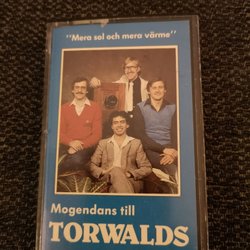 "Mera sol och mera värme"
Mogendans till
TORWALDS